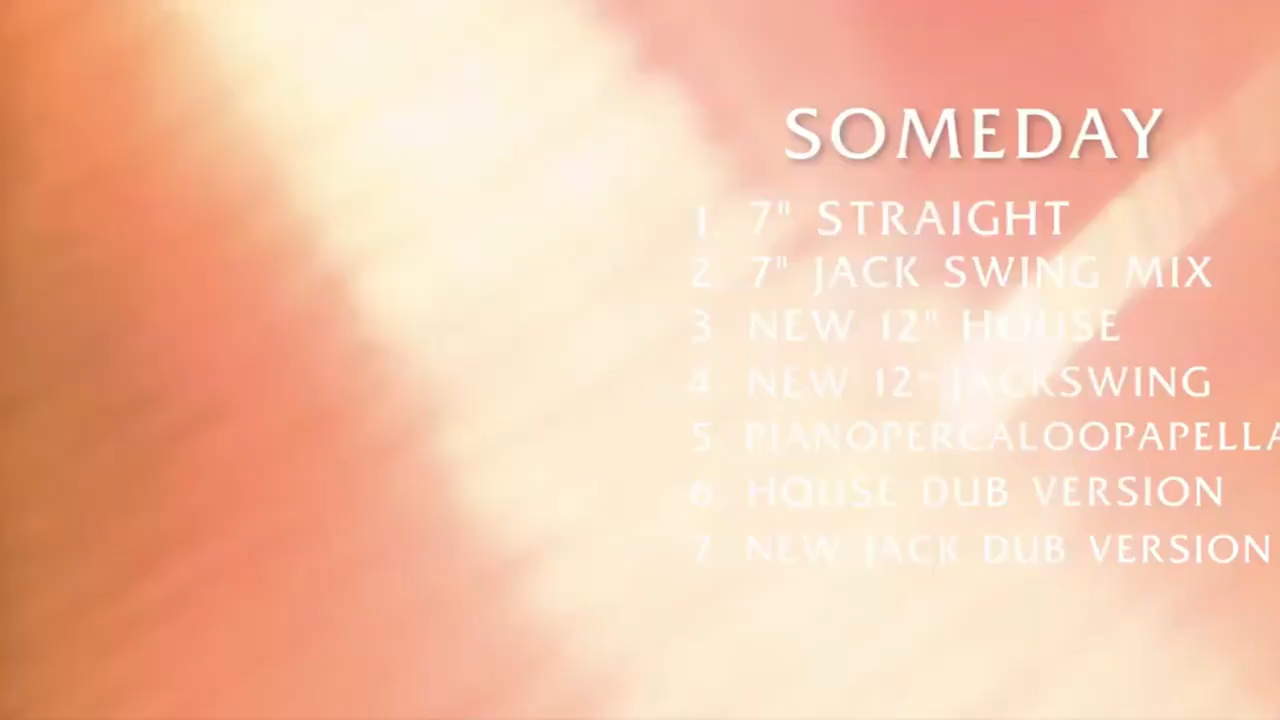 SOMEDAY
1. 7" STRAIGHT
2. 7" JACK SWING MIX
3 NEW 12" HOUSE
4 NEW 12" JACKSWING
5 PIANOPERCALOOPAPELLA
6. HOUSE DUB VERSION
7. NEW JACK DUB VERSION